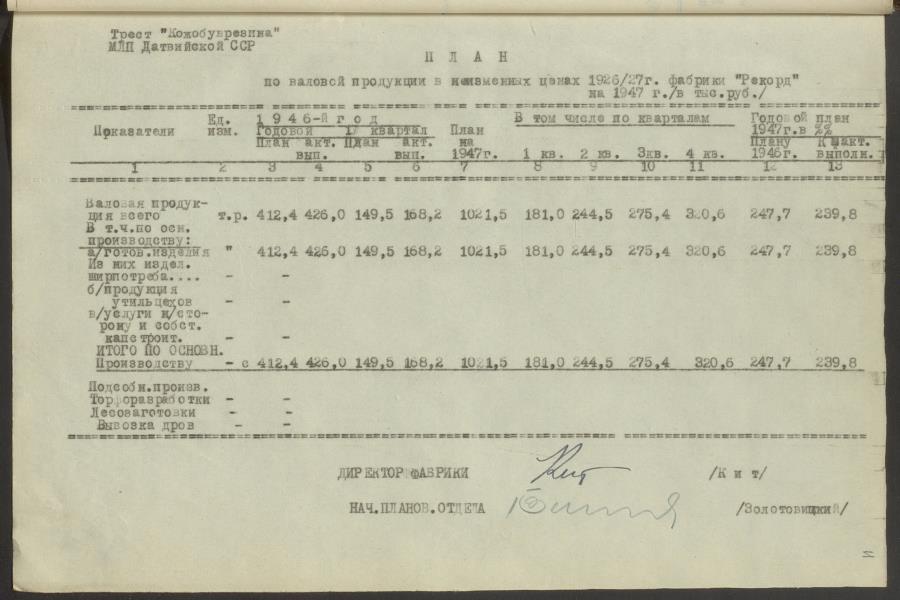 Трест "Кожобуврезина"
МЛП Латвийской ССР
П Л А Н
по валовой продукции в неизменных ценах 1926/27г. фабрики "Рекорд"
на 1947 г./в тыс.руб./
Показатели Ед. изм. 1 9 4 6-й г о д План на 1947г. В том числе по кварталам Годовой план 1947г.в %%
Годовой 1У квартал
План акт. вып. План акт. вып. 1 кв. 2 кв. 3кв. 4 кв. Плану 1946г. К факт. выполн.
1 2 3 4 5 6 7 8 9 10 11 12 13
Валовая продук-
ция всего т.р. 412,4 426,0 149,5 168,2 1021,5 181,0 244,5 275,4 320,6 247,7 239,8
В т.ч.по осн.
производству:
а/готов.изделия " 412,4 426,0 149,5 168,2 1021,5 181,0 244,5 275,4 320,6 247,7 239,8
Из них издел.
ширпотреба.... - -
б/продукция
утильцехов - -
в/услуги н/сто-
рону и собст.
капстроит. - -
ИТОГО ПО ОСНОВН.
Производству - с 412,4 426,0 149,5 168,2 1021,5 181,0 244,5 275,4 320,6 247,7 239,8
Подсобн.произв.
Торфоразработки - -
Лесозаготовки - -
Вывозка дров - -
ДИРЕКТОР ФАБРИКИ Кит /К и т/
НАЧ.ПЛАНОВ.ОТДЕЛА /Золотовицкий/